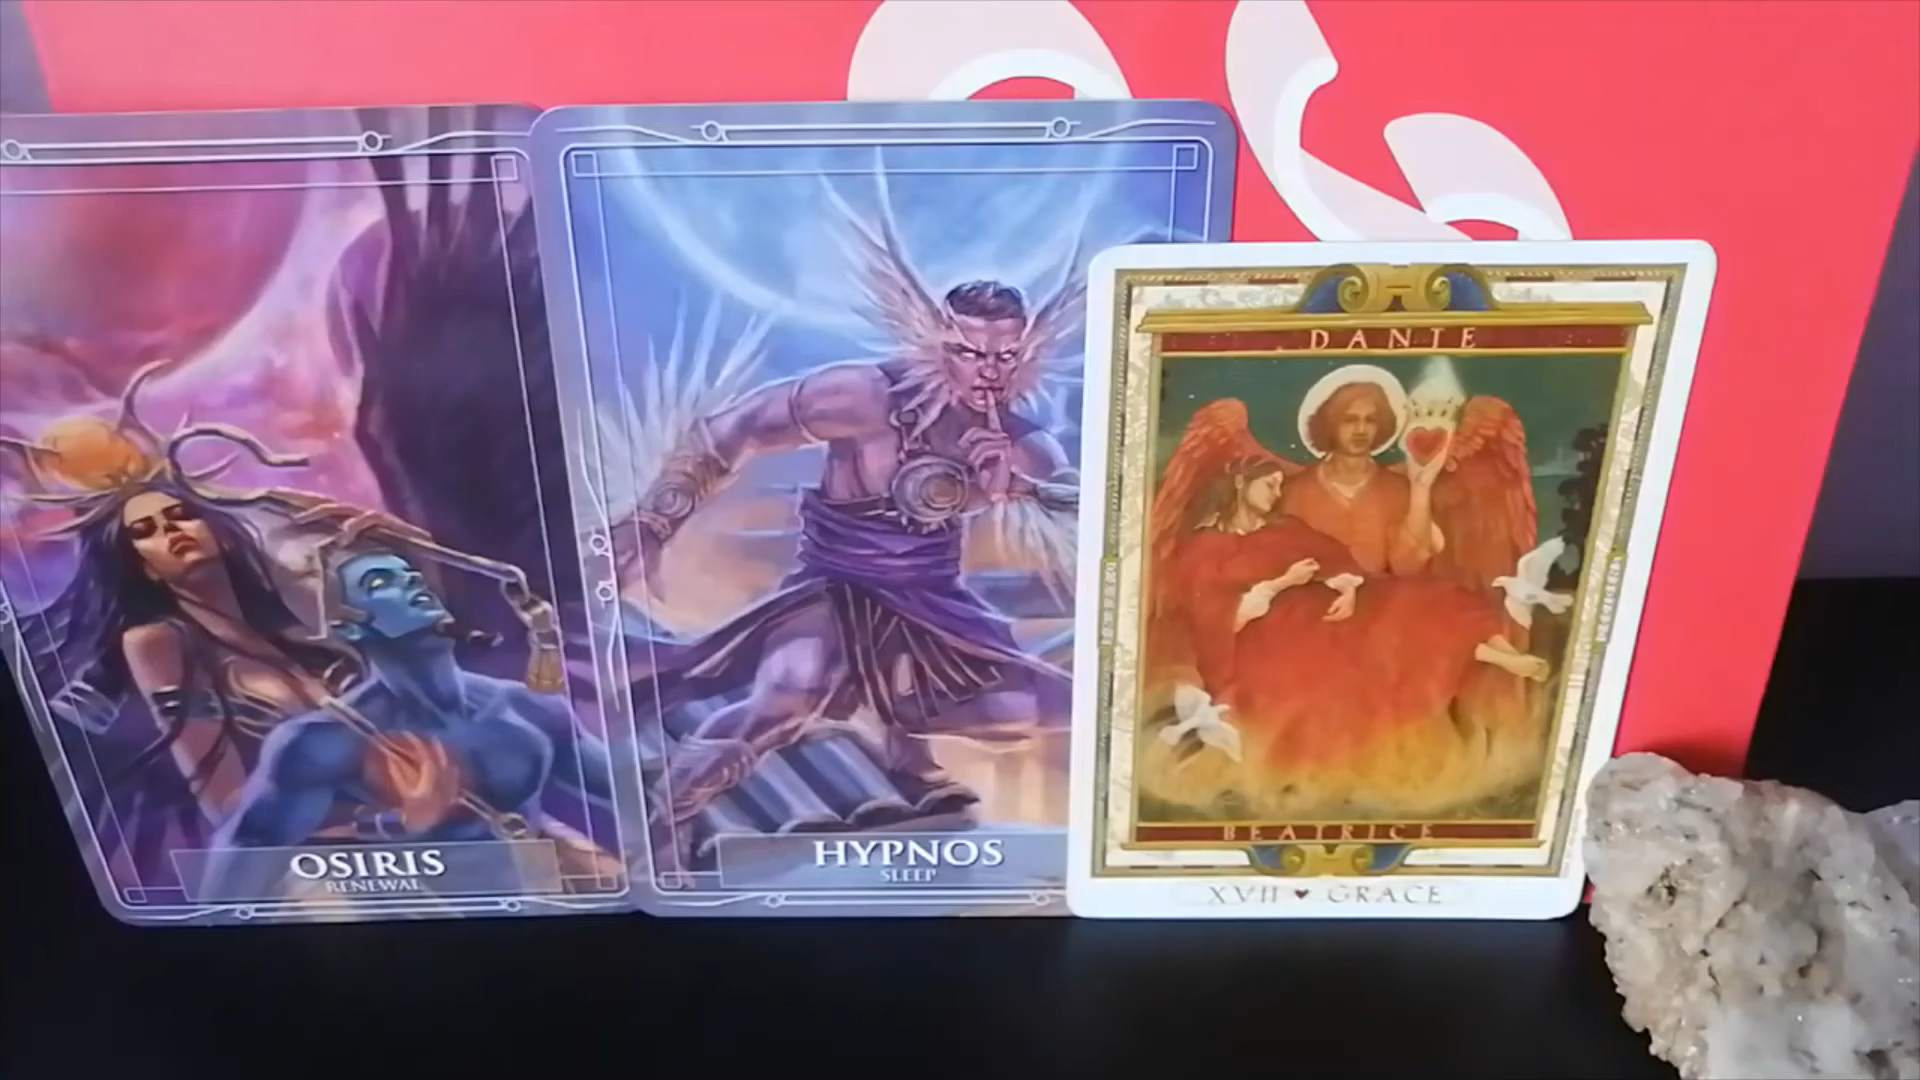 OSIRIS
RENEWAL
HYPNOS
SLEEP
DANTE
BEATRICE
XVII ♥ GRACE